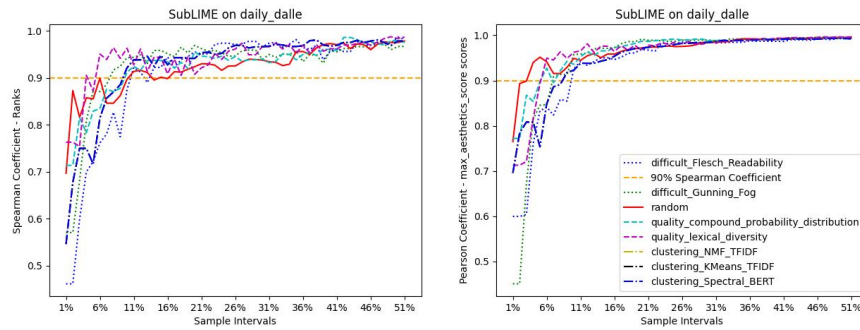 SubLIME on daily_dalle
Spearman Coefficient - Ranks
1.0
0.9
0.8
0.7
0.6
0.5
1% 6% 11% 16% 21% 26% 31% 36% 41% 46% 51%
Sample Intervals
SubLIME on daily_dalle
Pearson Coefficient - max_aesthetics_score scores
1.0
0.9
0.8
0.7
0.6
0.5
difficult_Flesch_Readability
90% Spearman Coefficient
difficult_Gunning_Fog
random
quality_compound_probability_distribution
quality_lexical_diversity
clustering_NMF_TFIDF
clustering_KMeans_TFIDF
clustering_Spectral_BERT
1% 6% 11% 16% 21% 26% 31% 36% 41% 46% 51%
Sample Intervals